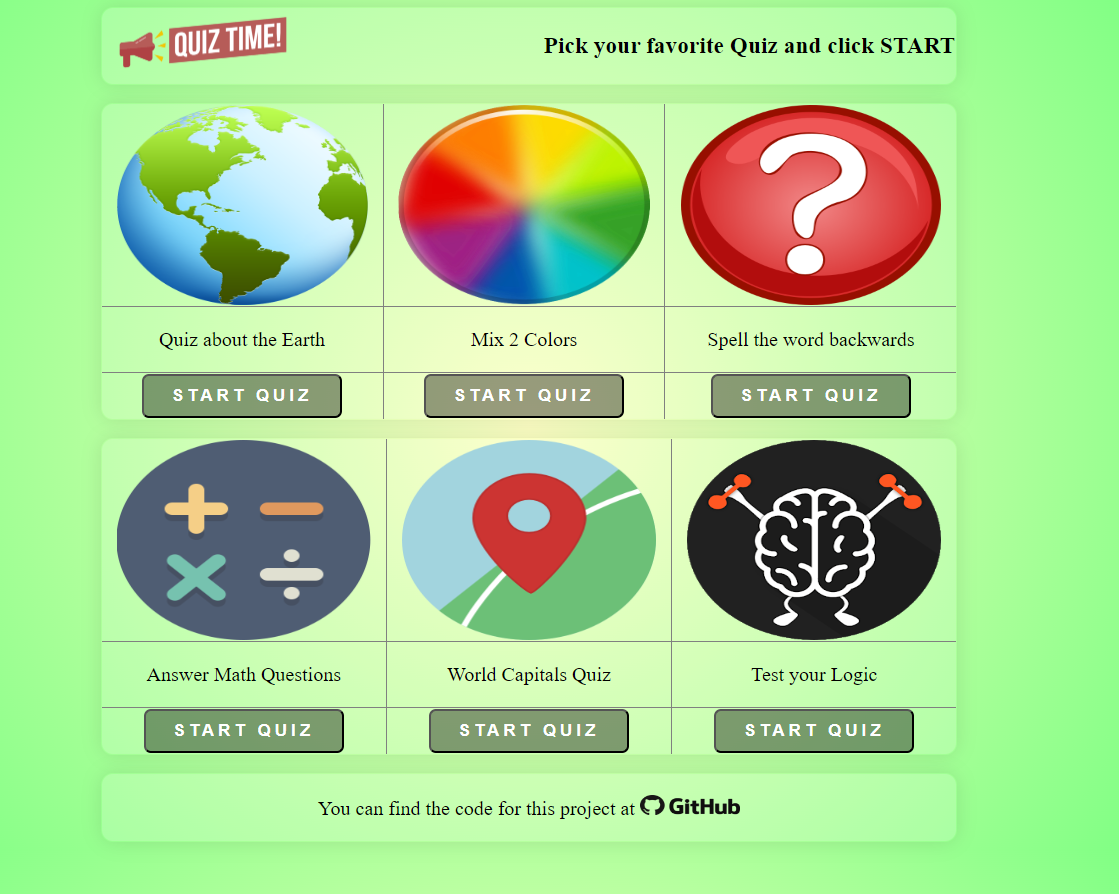 QUIZ TIME!
Pick your favorite Quiz and click START
Quiz about the Earth
Mix 2 Colors
Spell the word backwards
START QUIZ
START QUIZ
START QUIZ
Answer Math Questions
World Capitals Quiz
Test your Logic
START QUIZ
START QUIZ
START QUIZ
You can find the code for this project at GitHub